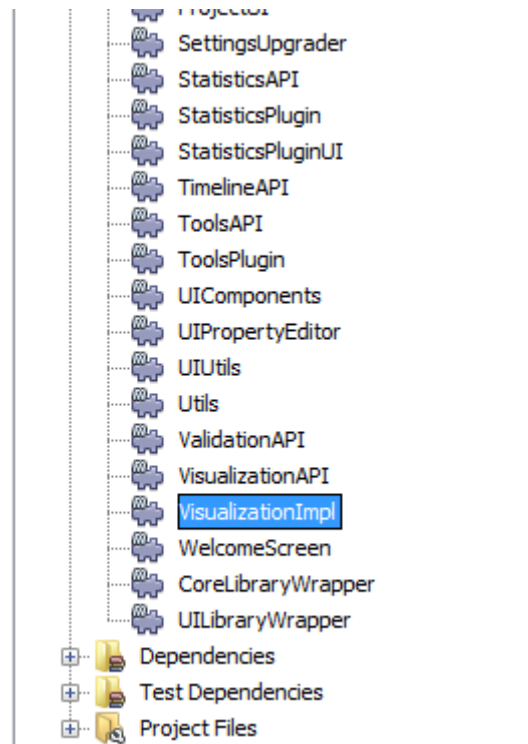 ProjectUI
SettingsUpgrader
StatisticsAPI
StatisticsPlugin
StatisticsPluginUI
TimelineAPI
ToolsAPI
ToolsPlugin
UIComponents
UIPropertyEditor
UIUtils
Utils
ValidationAPI
VisualizationAPI
VisualizationImpl
WelcomeScreen
CoreLibraryWrapper
UILibraryWrapper
Dependencies
Test Dependencies
Project Files